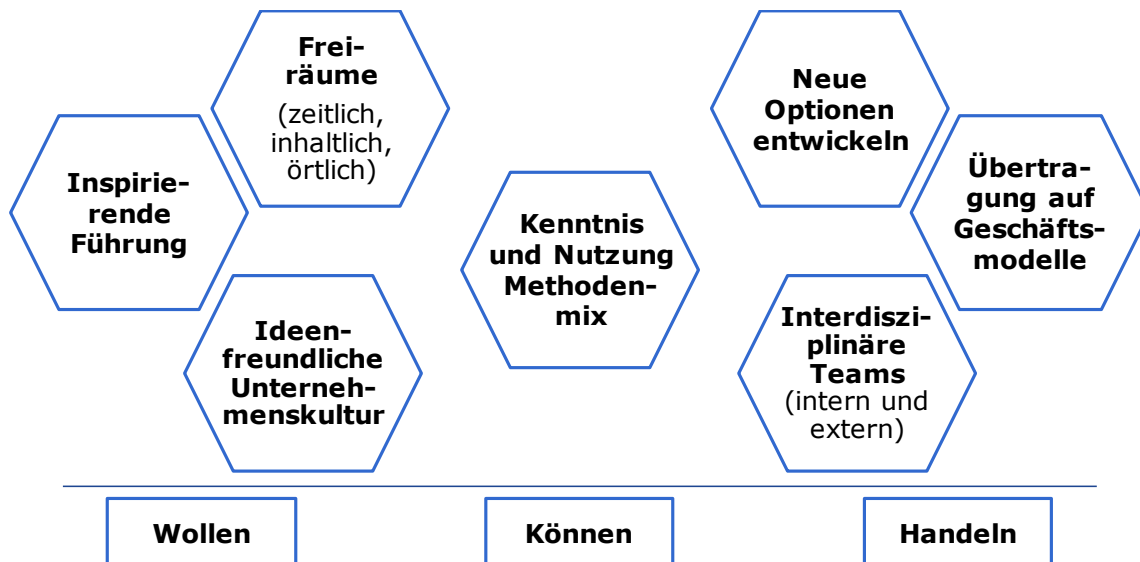 Frei-
räume
(zeitlich,
inhaltlich,
örtlich)
Inspirie-
rende
Führung
Ideen-
freundliche
Unterneh-
menskultur
Kenntnis
und Nutzung
Methoden-
mix
Neue
Optionen
entwickeln
Übertra-
gung auf
Geschäfts-
modelle
Interdiszi-
plinäre
Teams
(intern und
extern)
Wollen
Können
Handeln